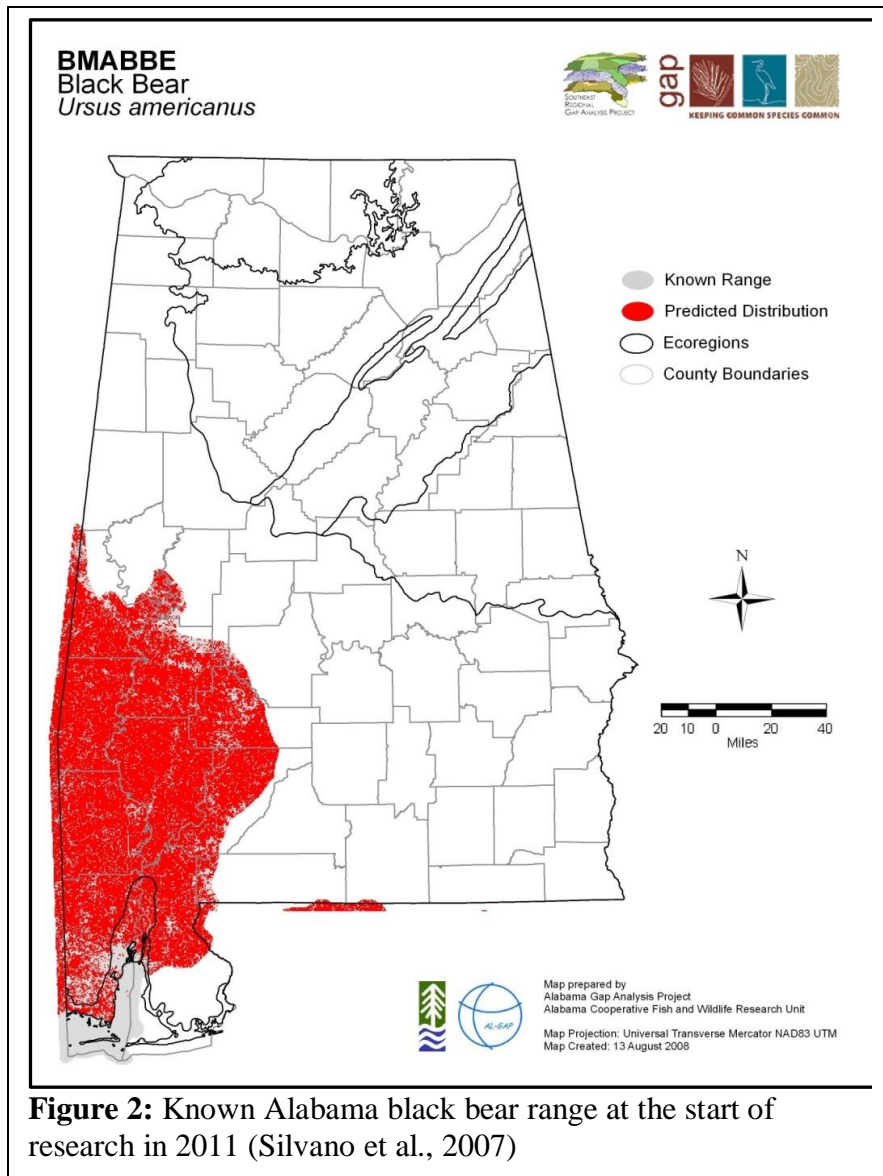 BMABBE
Black Bear
Ursus americanus
SOUTHEAST
REGIONAL
GAP ANALYSIS PROJECT
gap
KEEPING COMMON SPECIES COMMON
Known Range
Predicted Distribution
Ecoregions
County Boundaries
N
20 10 0 20 40
Miles
AL-GAP
Map prepared by
Alabama Gap Analysis Project
Alabama Cooperative Fish and Wildlife Research Unit
Map Projection: Universal Transverse Mercator NAD83 UTM
Map Created: 13 August 2008
Figure 2: Known Alabama black bear range at the start of
research in 2011 (Silvano et al., 2007)